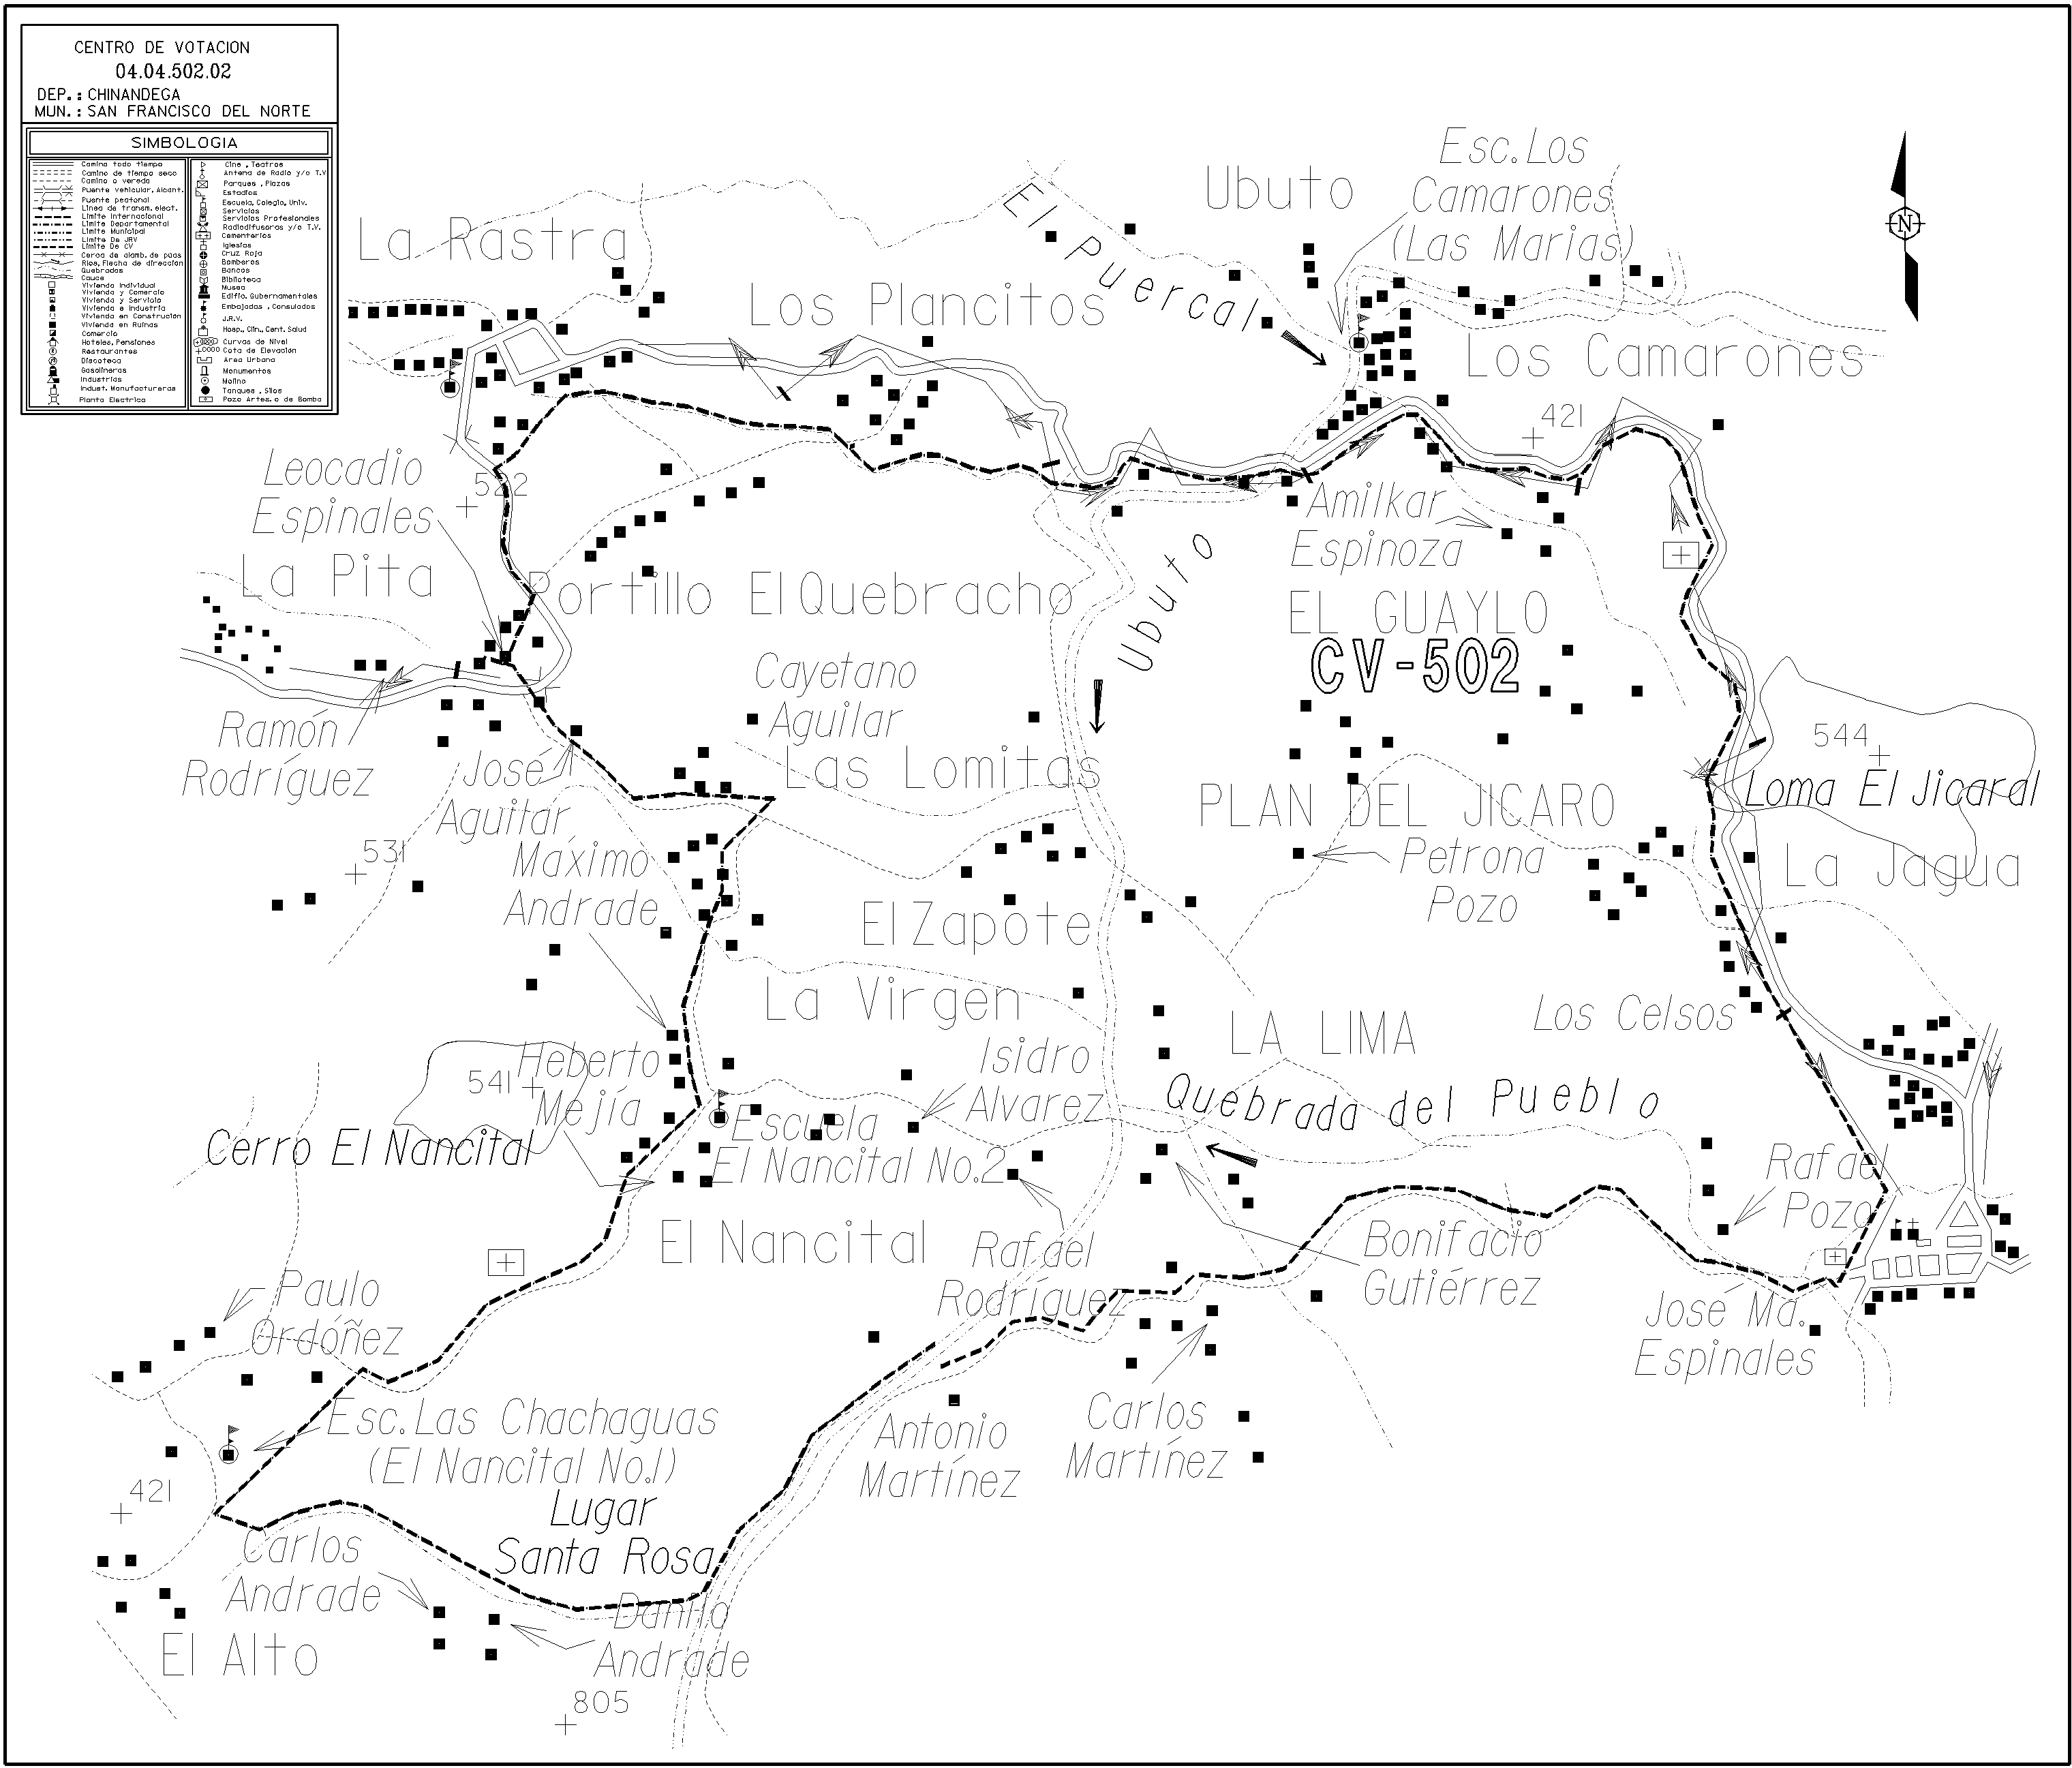 CENTRO DE VOTACION
04.04.502.02
DEP.: CHINANDEGA
MUN.: SAN FRANCISCO DEL NORTE
SIMBOLOGIA
Camino todo tiempo
Camino de tiempo seco
Camino o vereda
Puente vehicular, Alcant.
Puente peatonal
Linea de transm. elect.
Limite Internacional
Limite Departamental
Limite Municipal
Limite De JRV
Limite De CV
Cerca de alamb. de puas
Rios, Flecha de dirección
Quebradas
Cauce
Vivienda Individual
Vivienda y Comercio
Vivienda y Servicio
Vivienda e Industria
Vivienda en Construcion
Vivienda en Ruinas
Comercio
Hoteles, Pensiones
Restaurantes
Discoteca
Gasolineras
Industrias
Indust. Manufactureras
Planta Electrica
Cine, Teatros
Antena de Radio y/o T.V
Parques, Plazas
Estadios
Escuela, Colegio, Univ.
Servicios
Servicios Profesionales
Radiodifusoras y/o T.V.
Cementerios
Iglesias
Cruz Roja
Bomberos
Bancos
Biblioteca
Museo
Edific. Gubernamentales
Embajadas, Consulados
J.R.V.
Hosp., Clin., Cent. Salud
Curvas de Nivel
Cota de Elevación
Area Urbana
Monumentos
Molino
Tanques, Silos
Pozo Artes. o de Bomba
Esc. Los
Camarones
(Las Marias)
Ubuto
El Puercal
La Rastra
Los Plancitos
Los Camarones
N
421
Leocadio
Espinales
522
Amilkar
Espinoza
La Pita
Portillo El Quebracho
Ubuto
EL GUAYLO
CV-502
Cayetano
Aguilar
Ramón
Rodríguez
José
Aguilar
Las Lomitas
544
Loma El Jicaral
PLAN DEL JICARO
Petrona
Pozo
La Jagua
531
Máximo
Andrade
El Zapote
La Virgen
Los Celsos
LA LIMA
Isidro
Alvarez
Heberto
Mejía
541
Quebrada del Pueblo
Cerro El Nancital
Escuela
El Nancital No.2
Rafael
Pozo
El Nancital
Rafael
Rodríguez
Bonifacio
Gutiérrez
Paulo
Ordóñez
José Ma.
Espinales
Esc. Las Chachaguas
(El Nancital No.1)
Antonio
Martínez
Carlos
Martínez
421
Lugar
Santa Rosa
Carlos
Andrade
Danilo
Andrade
El Alto
805